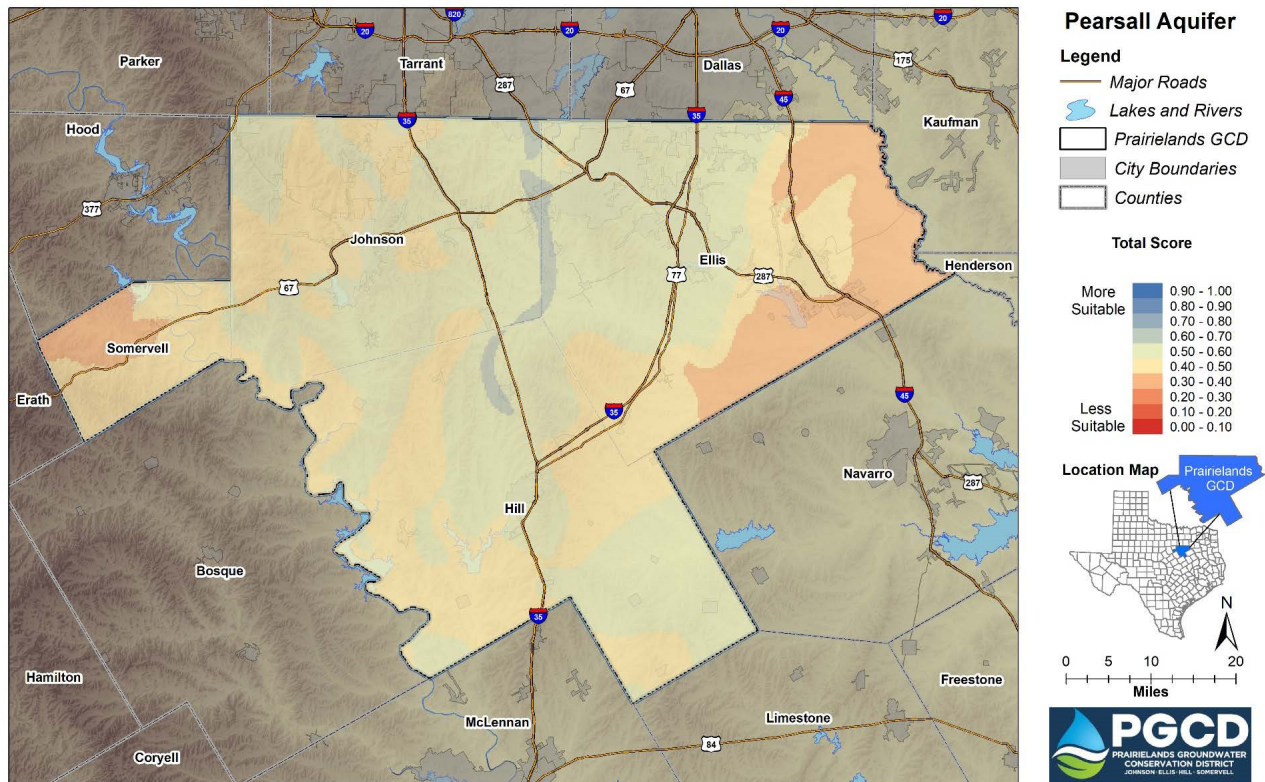 820
20
20
20
20
Parker
Tarrant
Dallas
175
287
67
45
Hood
35
35
Kaufman
377
Johnson
Ellis
Henderson
77
287
67
Somervell
Erath
35
45
Navarro
287
Hill
Bosque
35
Hamilton
Freestone
McLennan
Limestone
84
Coryell
Pearsall Aquifer
Legend
Major Roads
Lakes and Rivers
Prairielands GCD
City Boundaries
Counties
Total Score
More
Suitable
0.90 - 1.00
0.80 - 0.90
0.70 - 0.80
0.60 - 0.70
0.50 - 0.60
0.40 - 0.50
0.30 - 0.40
0.20 - 0.30
0.10 - 0.20
0.00 - 0.10
Less
Suitable
Location Map
Prairielands
GCD
N
0 5 10 20
Miles
PGCD
PRAIRIELANDS GROUNDWATER
CONSERVATION DISTRICT
JOHNSON · ELLIS · HILL · SOMERVELL